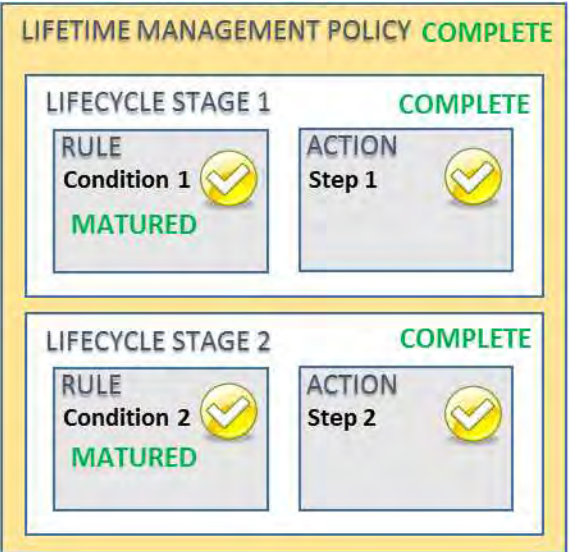 LIFETIME MANAGEMENT POLICY COMPLETE
LIFECYCLE STAGE 1 COMPLETE
RULE
Condition 1
MATURED
ACTION
Step 1
LIFECYCLE STAGE 2 COMPLETE
RULE
Condition 2
MATURED
ACTION
Step 2